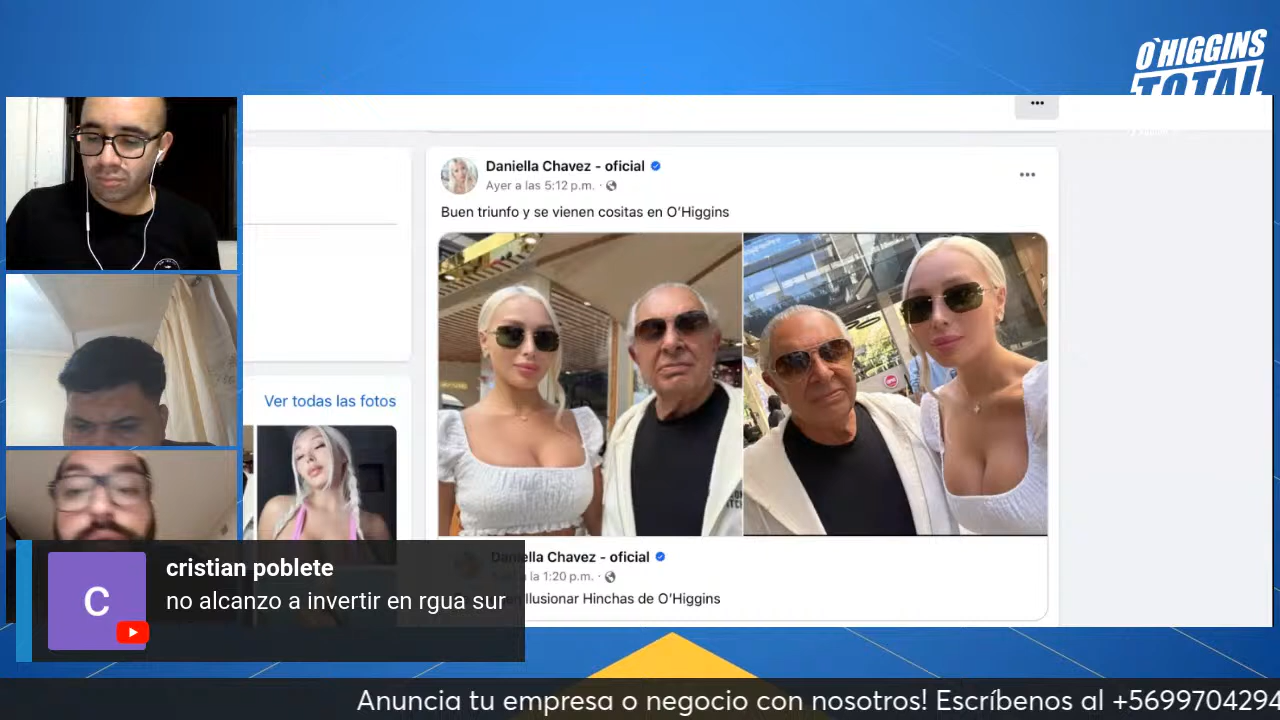 O'HIGGINS
TOTAL
Daniella Chavez - oficial
Ayer a las 5:12 p.m.
Buen triunfo y se vienen cositas en O'Higgins
Ver todas las fotos
Daniella Chavez - oficial
a la 1:20 p.m.
Ilusionar Hinchas de O'Higgins
C
cristian poblete
no alcanzo a invertir en rgua sur
Anuncia tu empresa o negocio con nosotros! Escríbenos al +5699704294